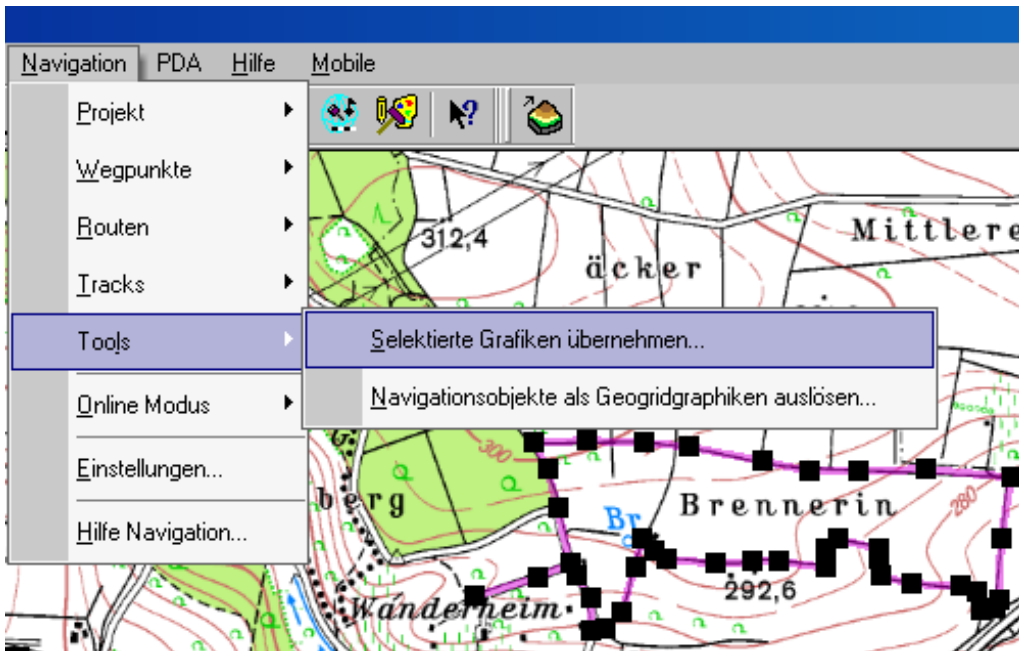 Navigation PDA Hilfe Mobile
Projekt
Wegpunkte
Routen
Tracks
Tools
Online Modus
Einstellungen...
Hilfe Navigation...
Selektierte Grafiken übernehmen...
Navigationsobjekte als Geogridgraphiken auslösen...
312,4
Mittlere
äcker
300
berg
Br
Brennerin
280
292,6
Wanderheim